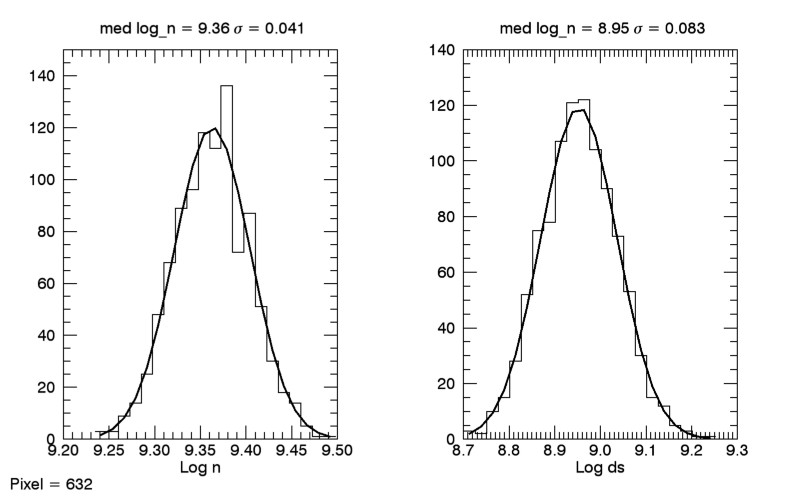 med log_n = 9.36 σ = 0.041
140
120
100
80
60
40
20
0
9.20 9.25 9.30 9.35 9.40 9.45 9.50
Log n
med log_n = 8.95 σ = 0.083
140
120
100
80
60
40
20
0
8.7 8.8 8.9 9.0 9.1 9.2 9.3
Log ds
Pixel = 632